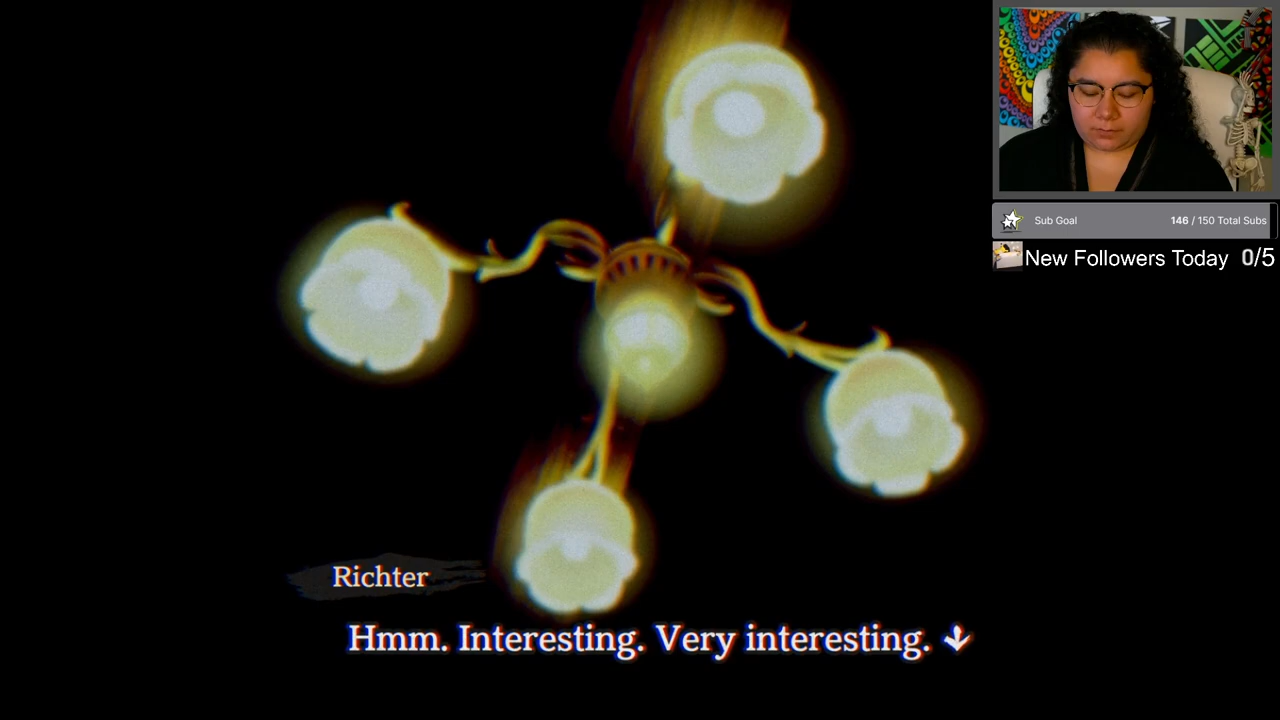 Sub Goal 146 / 150 Total Subs
New Followers Today 0/5
Richter
Hmm. Interesting. Very interesting.